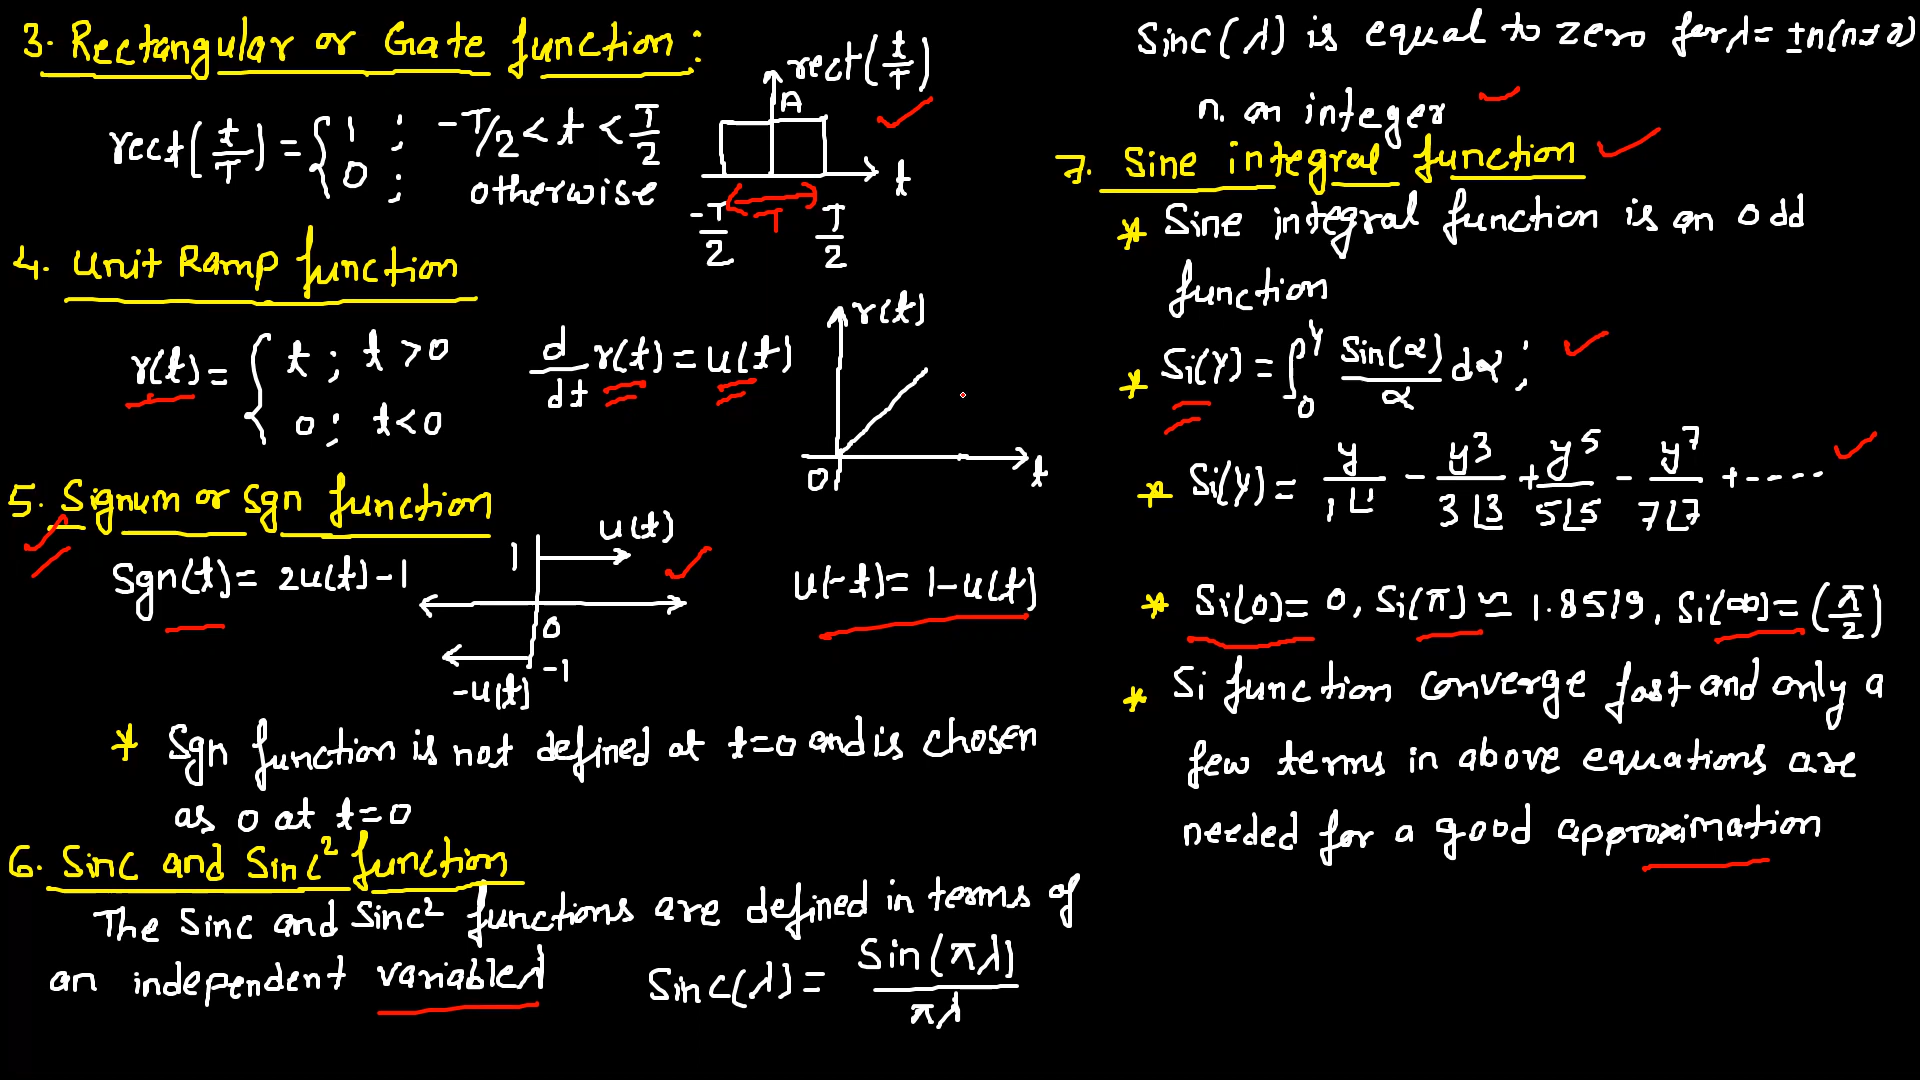 3. Rectangular or Gate function:
rect(t/T) = { 1 ; -T/2 < t < T/2
0 ; otherwise
rect(t/T)
A
t
-T/2
T
T/2
4. Unit Ramp function
r(t) = { t ; t > 0
0 ; t < 0
d/dt r(t) = u(t)
r(t)
0
t
5. Signum or Sgn function
Sgn(t) = 2u(t) - 1
1
u(t)
0
-1
-u(t)
u(-t) = 1 - u(t)
* Sgn function is not defined at t=0 and is chosen
as 0 at t=0
6. Sinc and Sinc² function
The Sinc and Sinc² functions are defined in terms of
an independent variable λ
Sinc(λ) = Sin(πλ)/πλ
Sinc(λ) is equal to zero for λ = ±n(n≠0)
n. an integer
7. Sine integral function
* Sine integral function is an odd
function
* Si(y) = ∫₀^y Sin(α)/α dα ;
* Si(y) = y/1⌊1 - y3/3⌊3 + y5/5⌊5 - y7/7⌊7 + -----
* Si(0) = 0, Si(π) ≃ 1.8519, Si(∞) = (π/2)
* Si function converge fast and only a
few terms in above equations are
needed for a good approximation